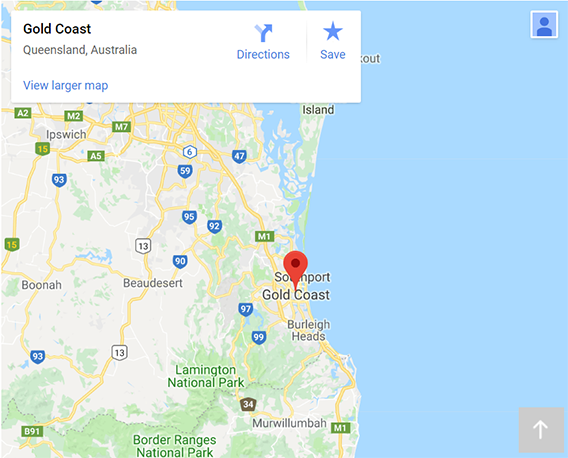 Gold Coast
Queensland, Australia
Directions
Save
View larger map
out
Island
A2
M2
M7
Ipswich
15
A5
6
47
59
93
95
92
M1
13
15
90
Boonah
Beaudesert
Southport
Gold Coast
97
99
Burleigh
Heads
93
13
Lamington
National Park
34
Murwillumbah
B91
M1
Border Ranges
National Park